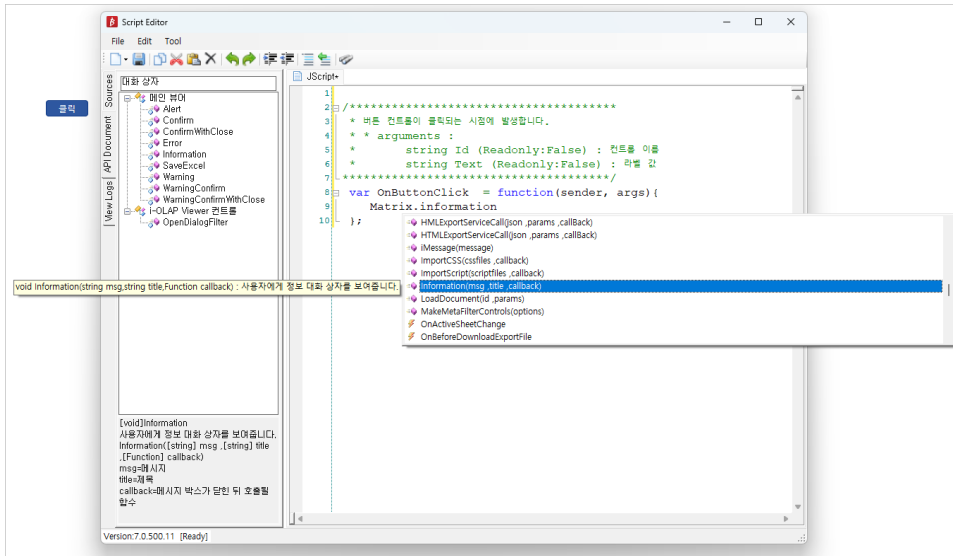 Script Editor
File Edit Tool
클릭
Sources
API Document
View Logs
대화 상자
메인 뷰어
Alert
Confirm
ConfirmWithClose
Error
Information
SaveExcel
Warning
WarningConfirm
WarningConfirmWithClose
i-OLAP Viewer 컨트롤
OpenDialogFilter
JScript*
1
2 /****************************************
3 * 버튼 컨트롤이 클릭되는 시점에 발생합니다.
4 * * arguments :
5 * string Id (Readonly:False) : 컨트롤 이름
6 * string Text (Readonly:False) : 라벨 값
7 ****************************************/
8 var OnButtonClick = function(sender, args){
9 Matrix.information
10 };
HMLExportServiceCall(json ,params ,callBack)
HTMLExportServiceCall(json ,params ,callBack)
iMessage(message)
ImportCSS(cssfiles ,callback)
ImportScript(scriptfiles ,callback)
Information(msg ,title ,callback)
LoadDocument(id ,params)
MakeMetaFilterControls(options)
OnActiveSheetChange
OnBeforeDownloadExportFile
void Information(string msg,string title,Function callback) : 사용자에게 정보 대화 상자를 보여줍니다.
[void]Information
사용자에게 정보 대화 상자를 보여줍니다.
Information([string] msg ,[string] title
,[Function] callback)
msg=메시지
title=제목
callback=메시지 박스가 닫힌 뒤 호출될
함수
Version:7.0.500.11 [Ready]